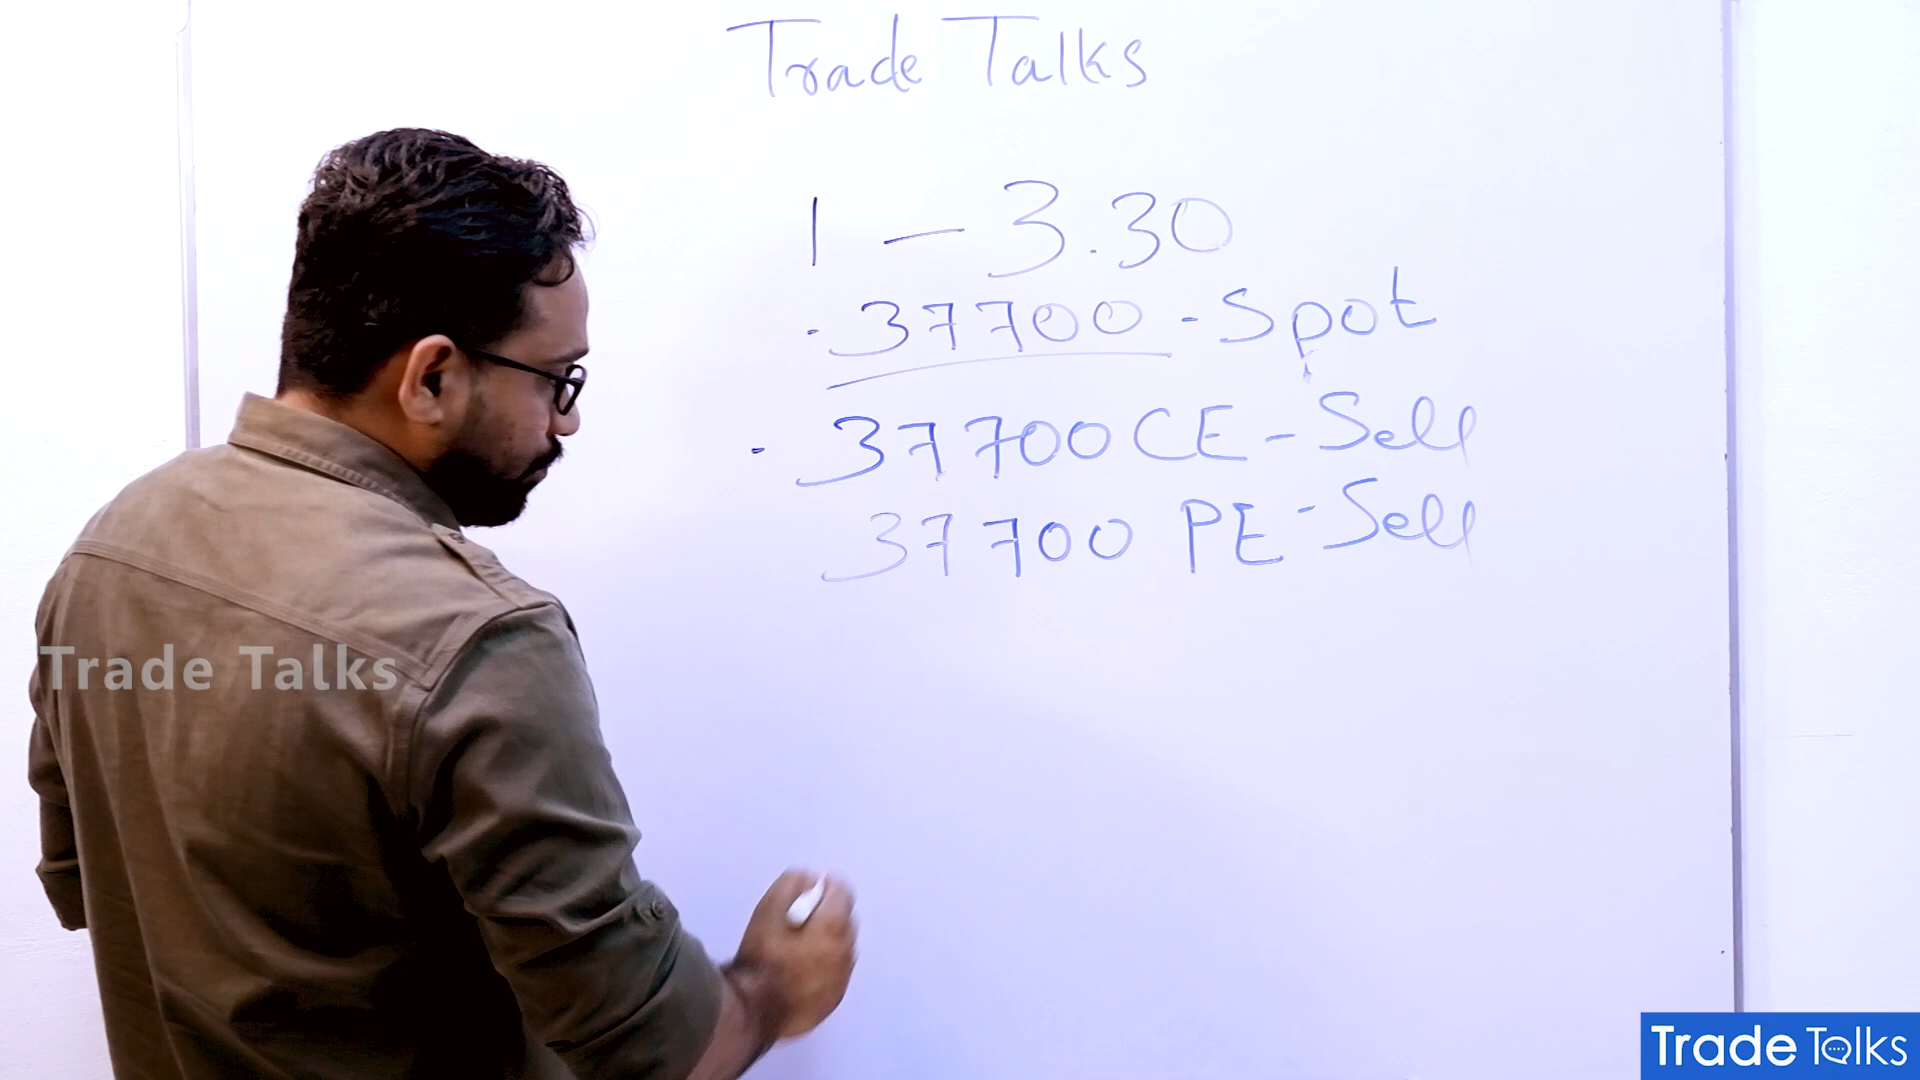 Trade Talks
1 - 3.30
. 37700 - Spot
. 37700 CE - Sell
37700 PE - Sell
Trade Talks
Trade Talks